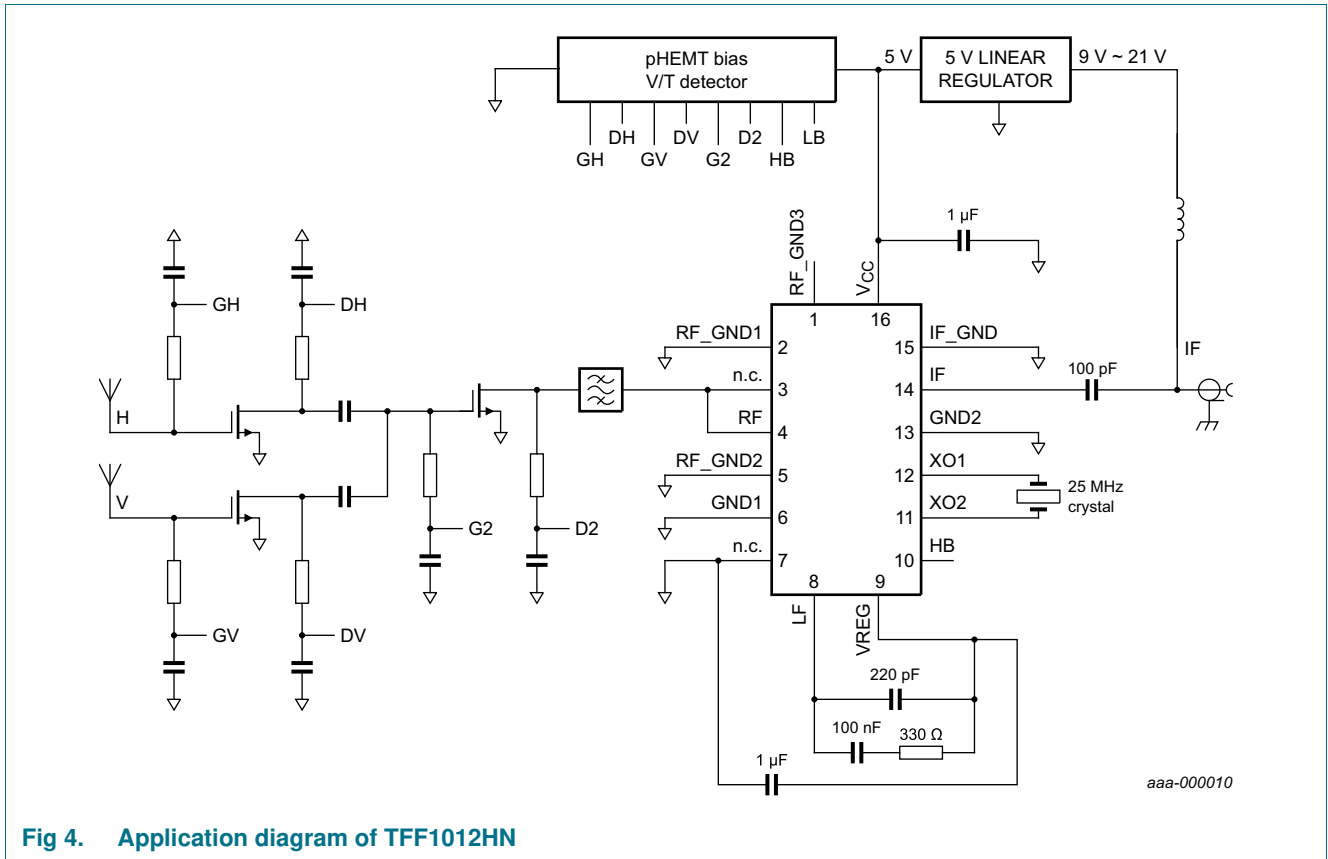 pHEMT bias
V/T detector
5 V
5 V LINEAR
REGULATOR
9 V ~ 21 V
GH
DH
GV
DV
G2
D2
HB
LB
1 µF
RF_GND3
VCC
GH
DH
1
16
RF_GND1
2
15
IF_GND
n.c.
3
14
IF
100 pF
IF
H
RF
4
13
GND2
V
RF_GND2
5
12
XO1
25 MHz
crystal
GND1
6
11
XO2
G2
D2
n.c.
7
10
HB
8
9
LF
VREG
GV
DV
220 pF
100 nF
330 Ω
1 µF
aaa-000010
Fig 4. Application diagram of TFF1012HN